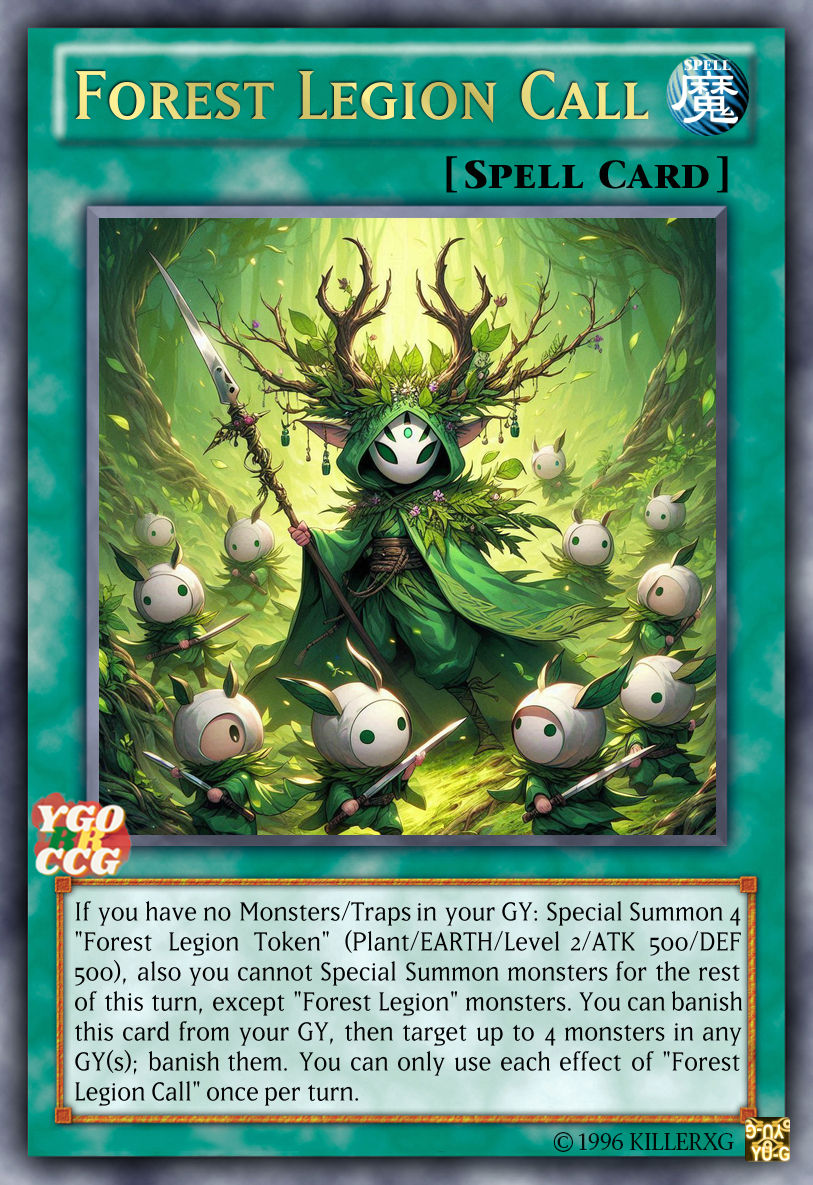 Forest Legion Call
SPELL
魔
[Spell Card]
YGO
BR
CCG
If you have no Monsters/Traps in your GY: Special Summon 4
"Forest Legion Token" (Plant/EARTH/Level 2/ATK 500/DEF
500), also you cannot Special Summon monsters for the rest
of this turn, except "Forest Legion" monsters. You can banish
this card from your GY, then target up to 4 monsters in any
GY(s); banish them. You can only use each effect of "Forest
Legion Call" once per turn.
© 1996 KILLERXG
YU-G